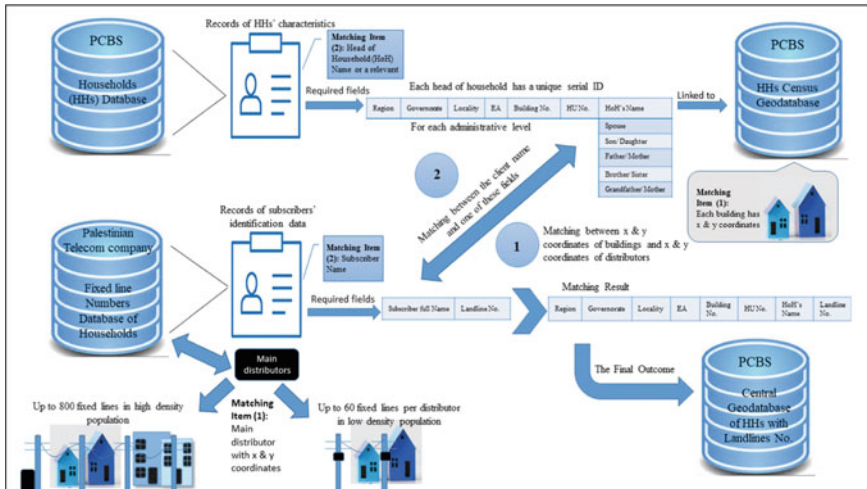 PCBS
Households
(HHs) Database
Records of HHs' characteristics
Matching Item
(2): Head of
Household (HoH)
Name or a relevant
Required fields
Each head of household has a unique serial ID
Region Governorate Locality EA Building No. HU No. HoH's Name
For each administrative level
Spouse
Son/ Daughter
Father/ Mother
Brother/ Sister
Grandfather/ Mother
Linked to
PCBS
HHs Census
Geodatabase
Matching
Item (1):
Each building has
x & y coordinates
2
Matching between the client name
and one of these fields
1
Matching between x & y
coordinates of buildings and x & y
coordinates of distributors
Palestinian
Telecom company
Fixed line
Numbers
Database of
Households
Records of subscribers'
identification data
Matching Item
(2): Subscriber
Name
Required fields
Subscriber full Name Landline No.
Matching Result
Region Governorate Locality EA Building
No. HU No. HoH's
Name Landline
No.
Main
distributors
Up to 800 fixed lines in high density
population
Matching
Item (1):
Main
distributor
with x & y
coordinates
Up to 60 fixed lines per distributor
in low density population
The Final Outcome
PCBS
Central
Geodatabase
of HHs with
Landlines No.